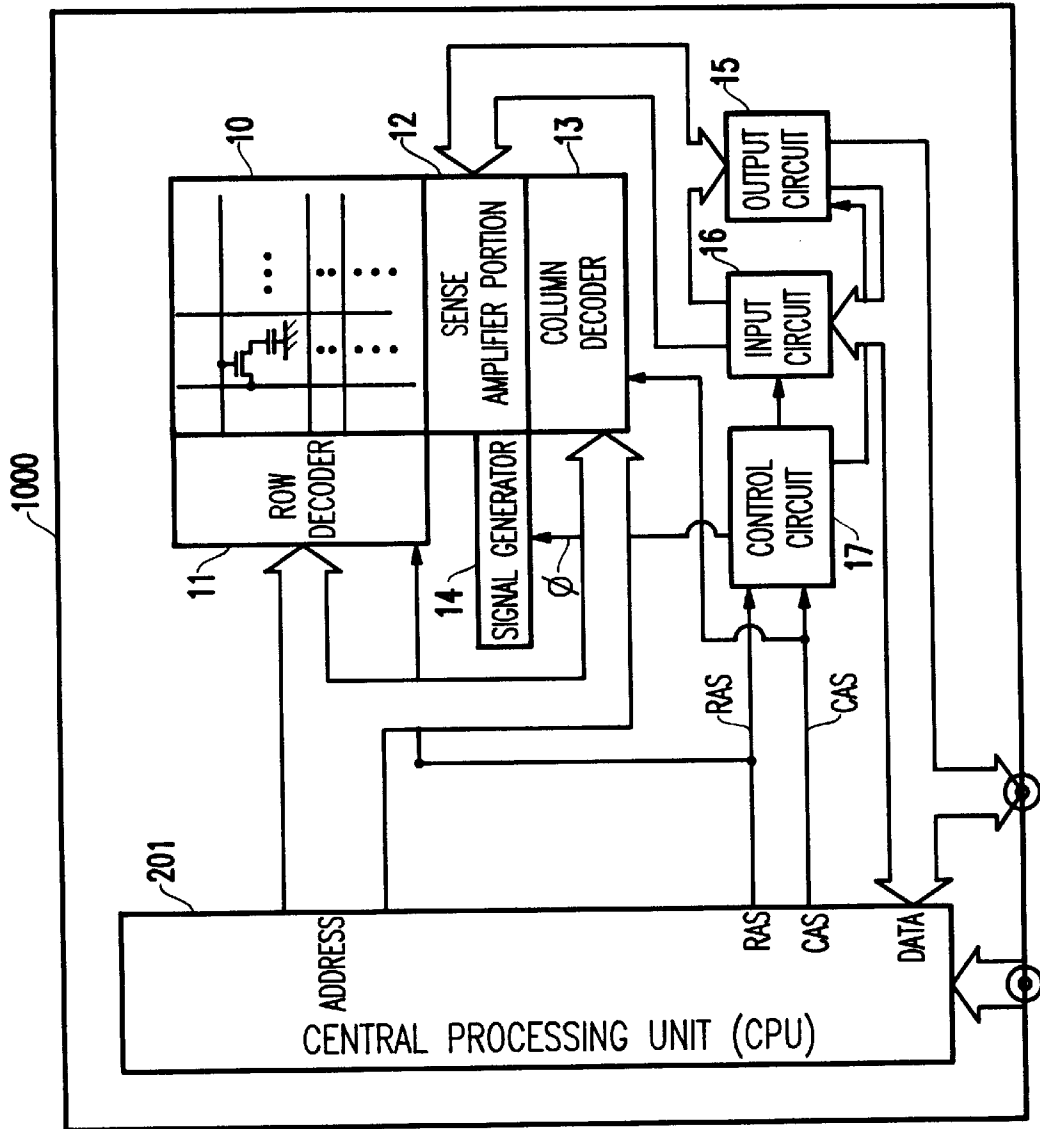 1000
201
CENTRAL PROCESSING UNIT (CPU)
ADDRESS
RAS
CAS
DATA
11
ROW
DECODER
10
12
SENSE
AMPLIFIER PORTION
13
COLUMN
DECODER
14
SIGNAL GENERATOR
Ø
RAS
CAS
CONTROL
CIRCUIT
17
16
INPUT
CIRCUIT
15
OUTPUT
CIRCUIT